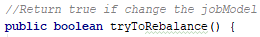 //Return true if change the jobModel
public boolean tryToRebalance() {